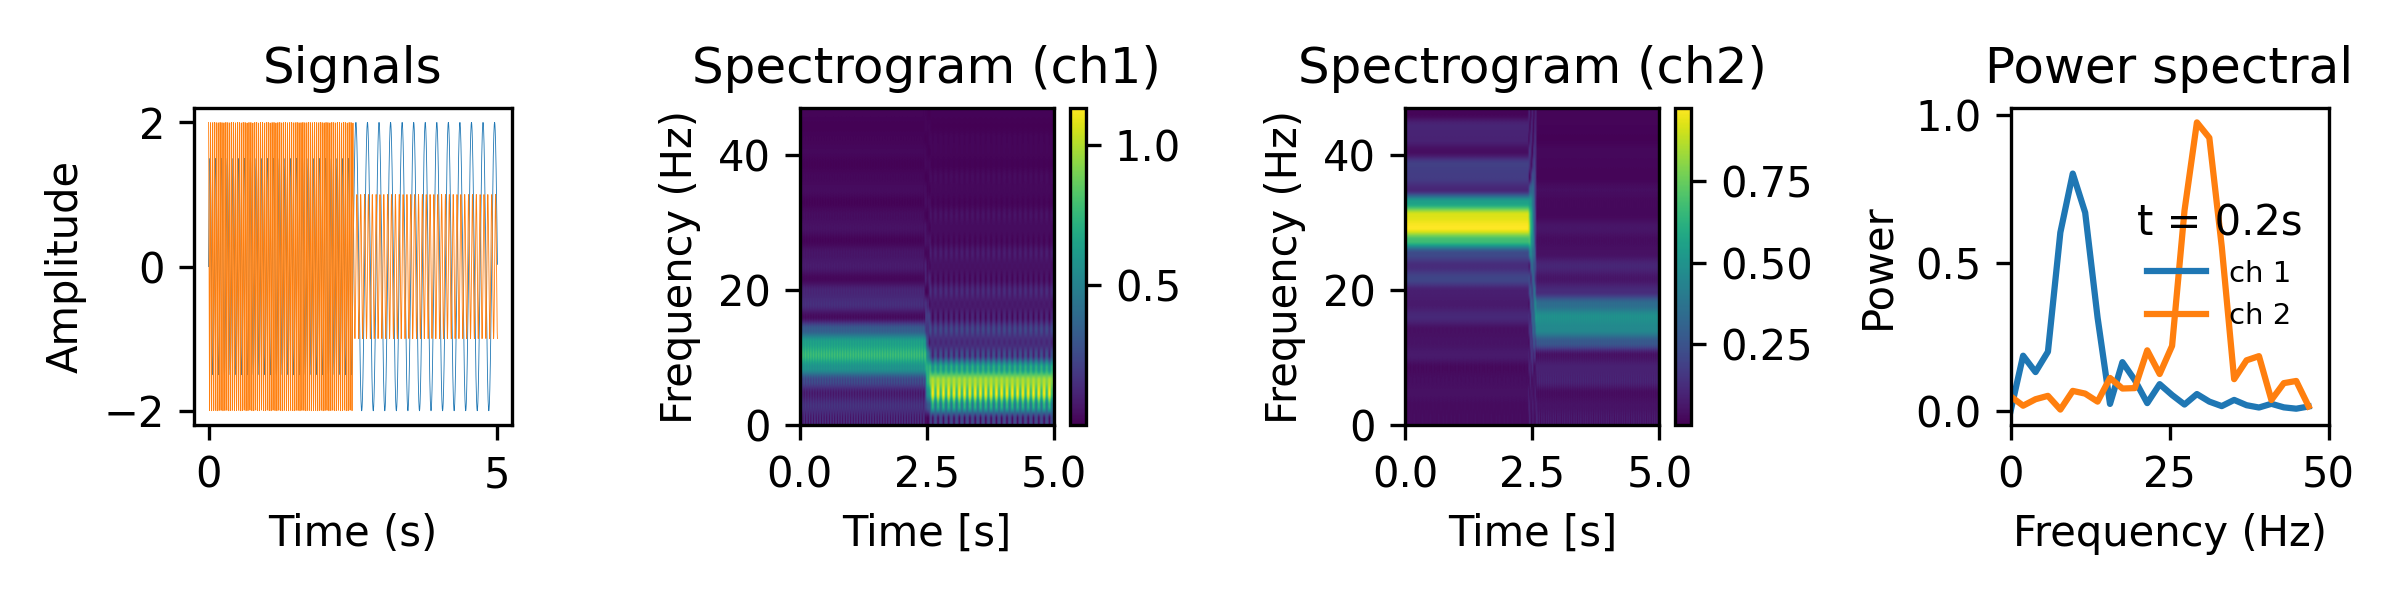 Signals
2
0
−2
Amplitude
0
5
Time (s)
Spectrogram (ch1)
40
20
0
Frequency (Hz)
0.0
2.5
5.0
Time [s]
1.0
0.5
Spectrogram (ch2)
40
20
0
Frequency (Hz)
0.0
2.5
5.0
Time [s]
0.75
0.50
0.25
Power spectral
1.0
0.5
0.0
Power
t = 0.2s
ch 1
ch 2
0
25
50
Frequency (Hz)